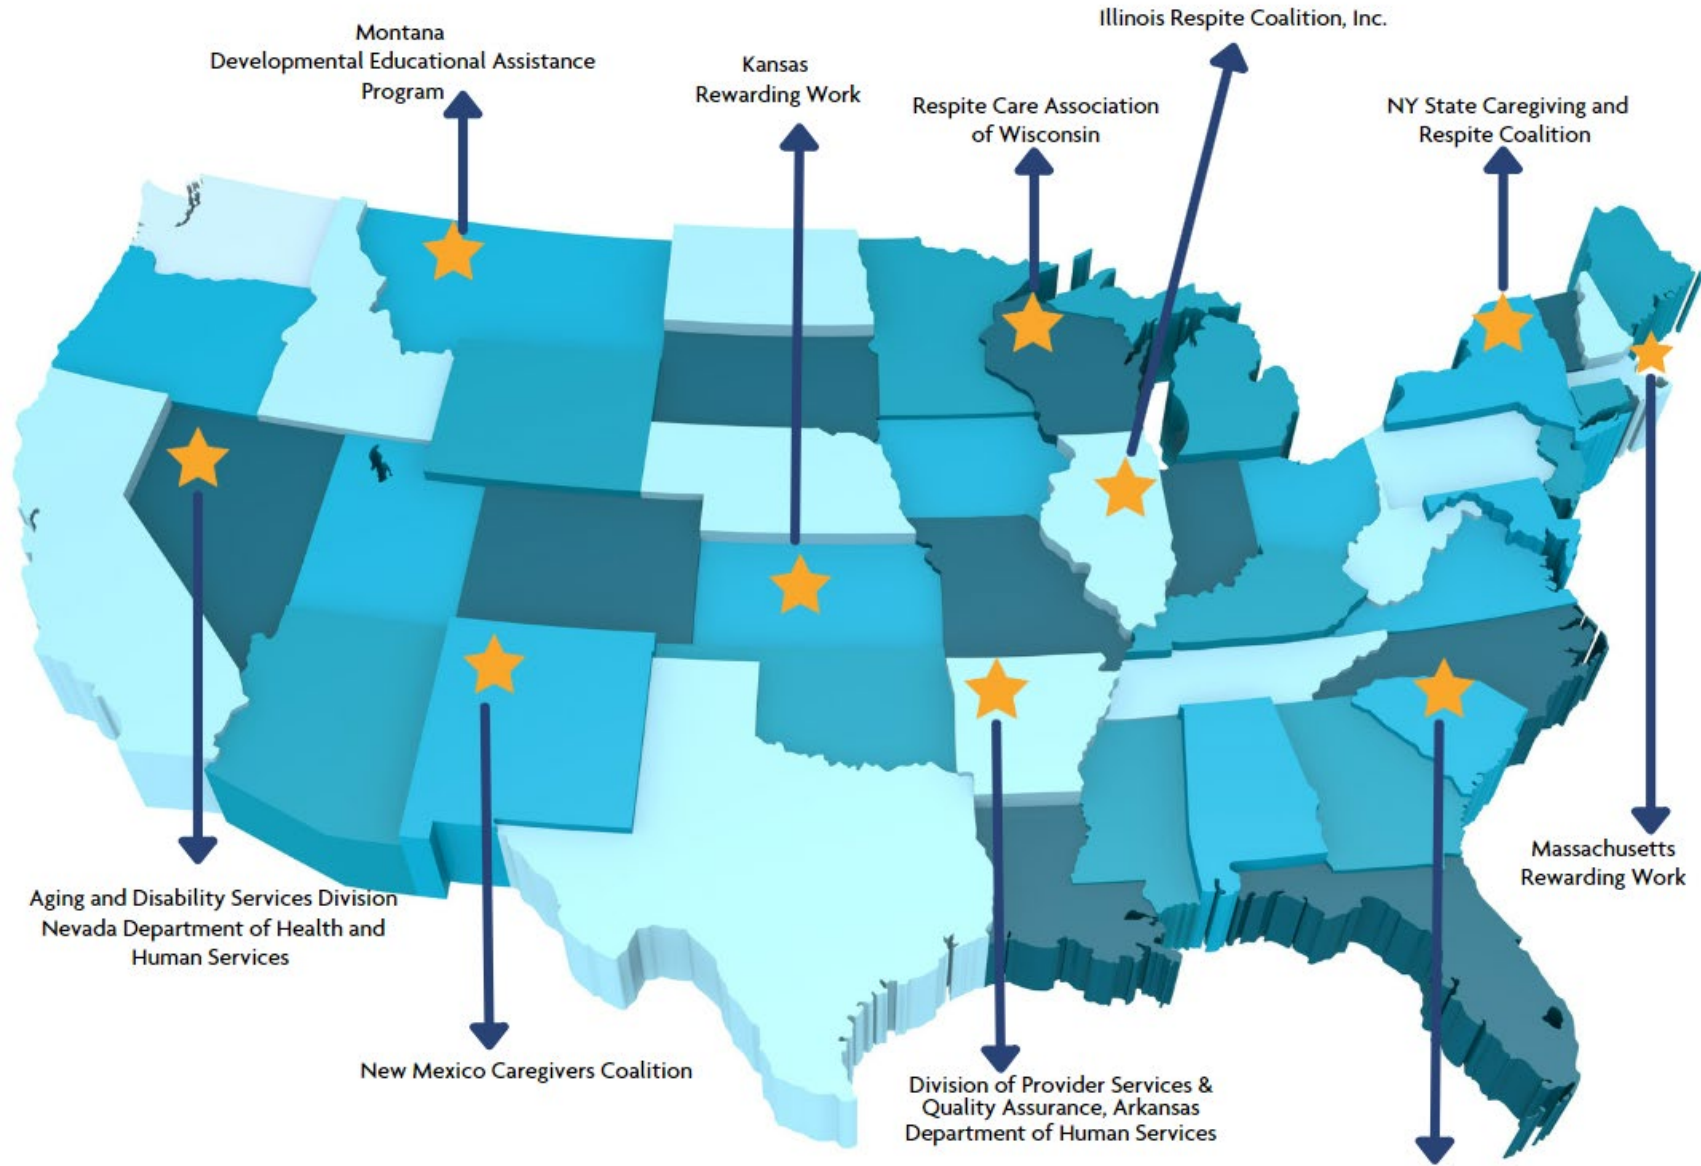 Illinois Respite Coalition, Inc.
Montana
Developmental Educational Assistance
Program
Kansas
Rewarding Work
Respite Care Association
of Wisconsin
NY State Caregiving and
Respite Coalition
Massachusetts
Rewarding Work
Aging and Disability Services Division
Nevada Department of Health and
Human Services
New Mexico Caregivers Coalition
Division of Provider Services &
Quality Assurance, Arkansas
Department of Human Services